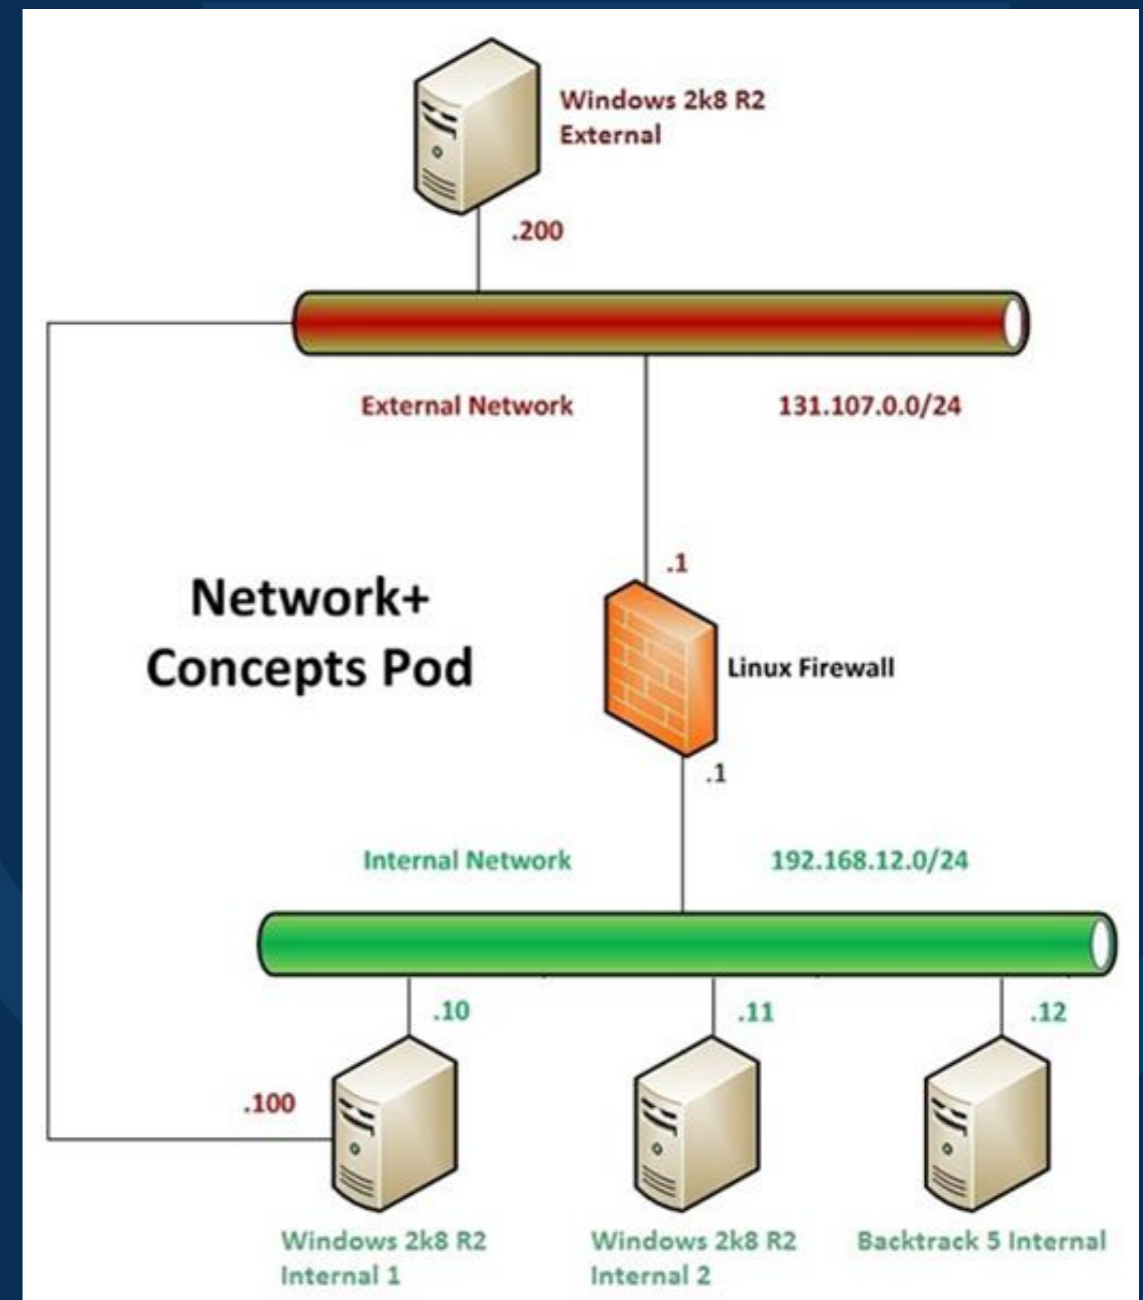 Windows 2k8 R2
External
.200
External Network
131.107.0.0/24
.1
Network+
Concepts Pod
Linux Firewall
.1
Internal Network
192.168.12.0/24
.10
.11
.12
.100
Windows 2k8 R2
Internal 1
Windows 2k8 R2
Internal 2
Backtrack 5 Internal